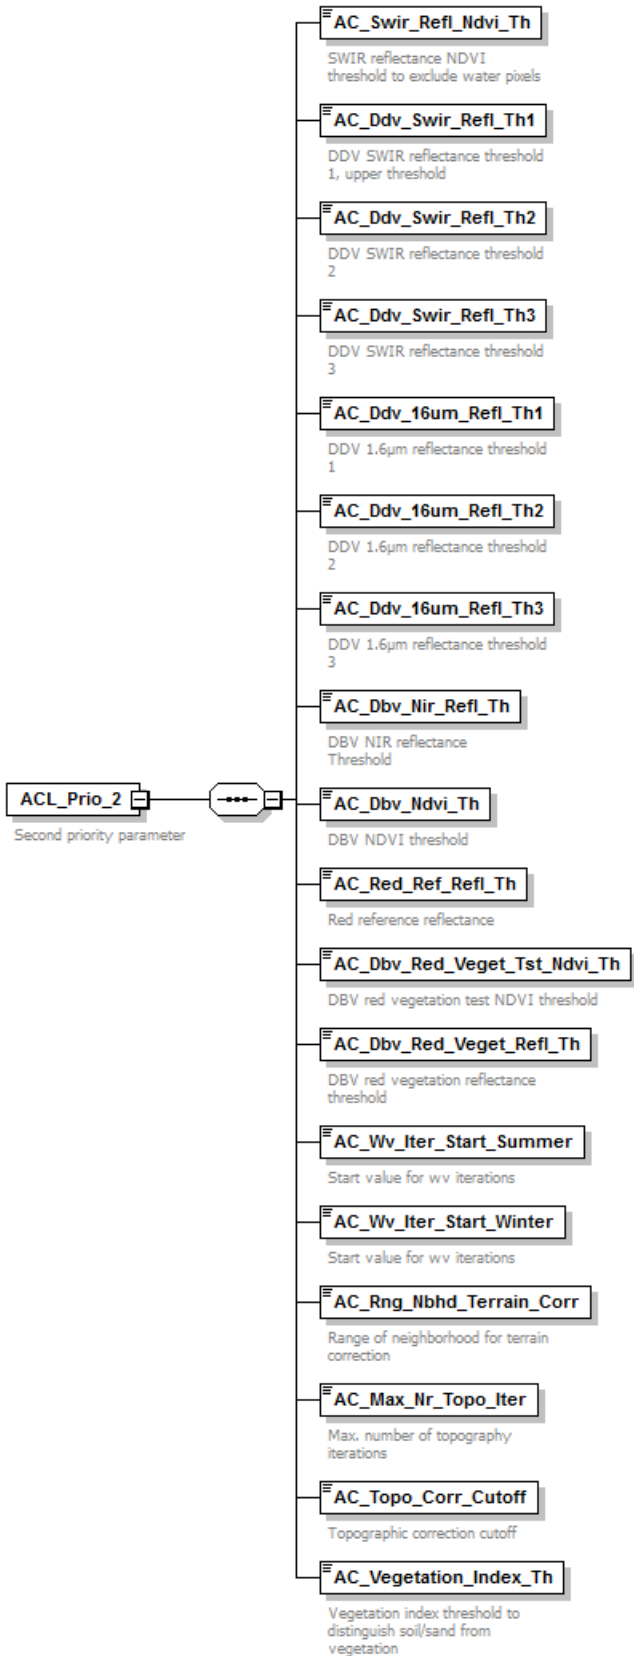 AC_Swir_Refl_Ndvi_Th
SWIR reflectance NDVI
threshold to exclude water pixels
AC_Ddv_Swir_Refl_Th1
DDV SWIR reflectance threshold
1, upper threshold
AC_Ddv_Swir_Refl_Th2
DDV SWIR reflectance threshold
2
AC_Ddv_Swir_Refl_Th3
DDV SWIR reflectance threshold
3
AC_Ddv_16um_Refl_Th1
DDV 1.6µm reflectance threshold
1
AC_Ddv_16um_Refl_Th2
DDV 1.6µm reflectance threshold
2
AC_Ddv_16um_Refl_Th3
DDV 1.6µm reflectance threshold
3
AC_Dbv_Nir_Refl_Th
DBV NIR reflectance
Threshold
ACL_Prio_2
Second priority parameter
AC_Dbv_Ndvi_Th
DBV NDVI threshold
AC_Red_Ref_Refl_Th
Red reference reflectance
AC_Dbv_Red_Veget_Tst_Ndvi_Th
DBV red vegetation test NDVI threshold
AC_Dbv_Red_Veget_Refl_Th
DBV red vegetation reflectance
threshold
AC_Wv_Iter_Start_Summer
Start value for wv iterations
AC_Wv_Iter_Start_Winter
Start value for wv iterations
AC_Rng_Nbhd_Terrain_Corr
Range of neighborhood for terrain
correction
AC_Max_Nr_Topo_Iter
Max. number of topography
iterations
AC_Topo_Corr_Cutoff
Topographic correction cutoff
AC_Vegetation_Index_Th
Vegetation index threshold to
distinguish soil/sand from
vegetation